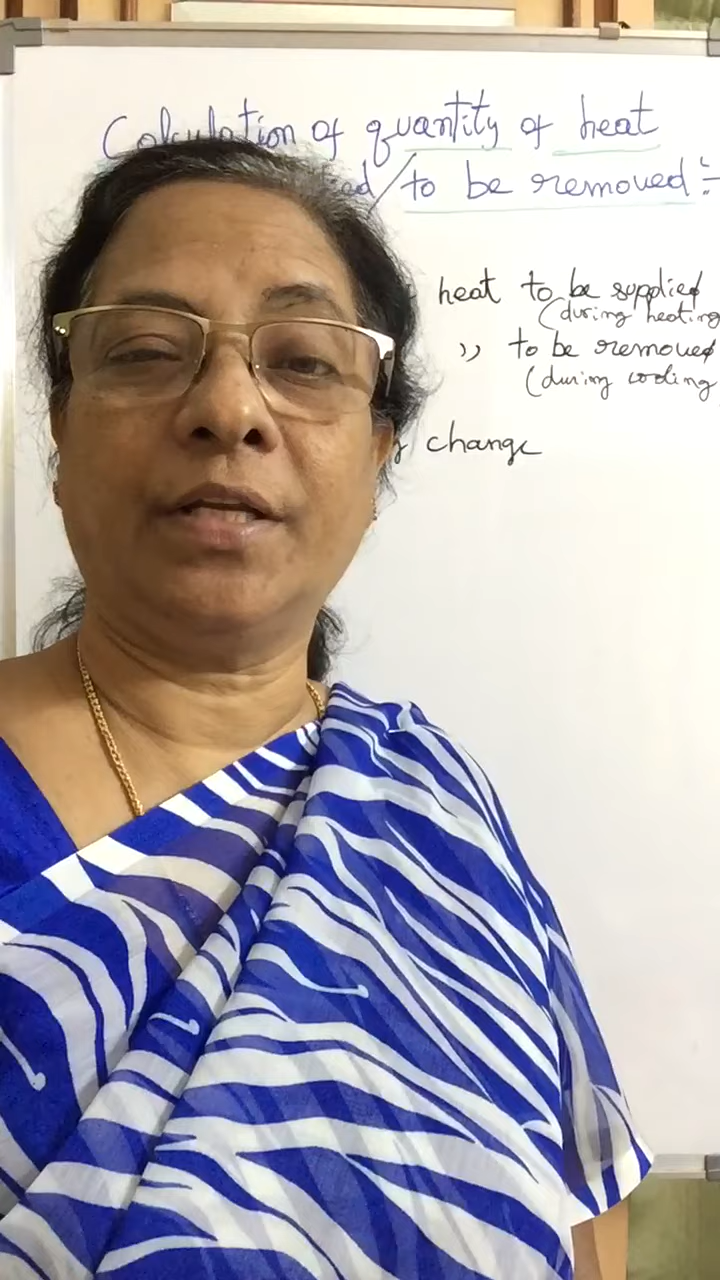 Calculation of quantity of heat
/to be removed :-
heat to be supplied
(during heating
,, to be removed
(during cooling
change